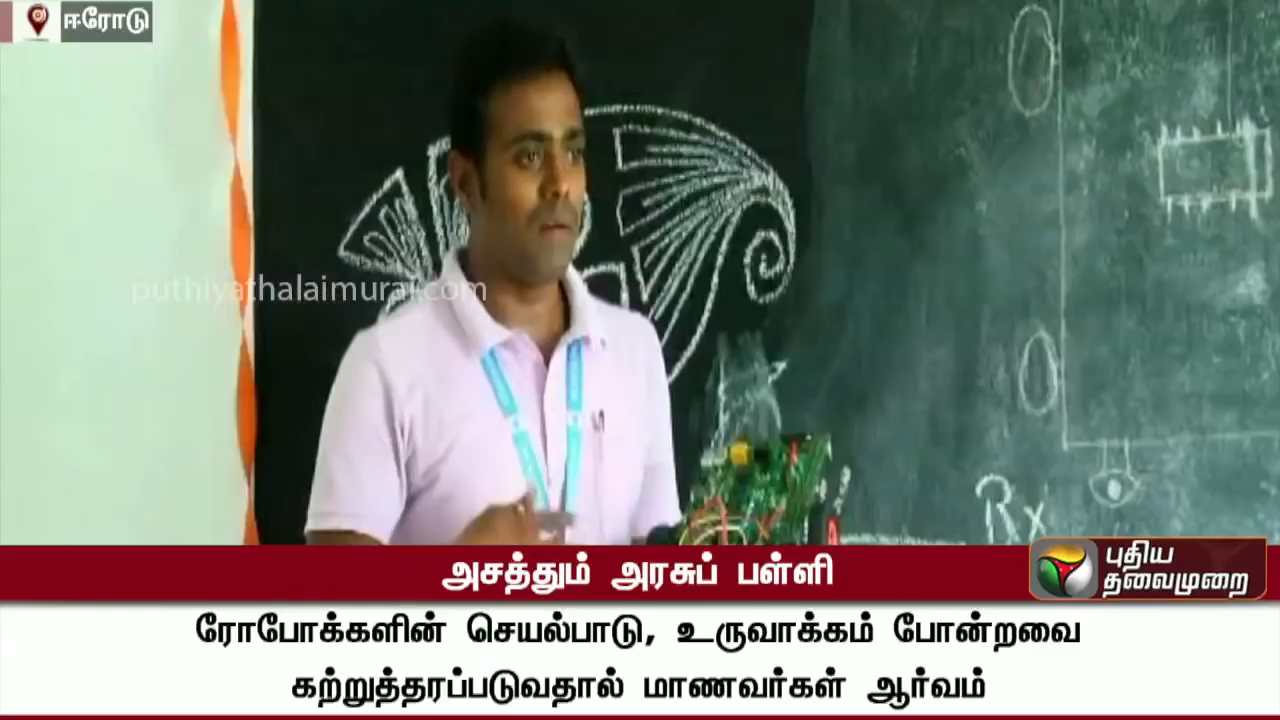 ஈரோடு
puthiyathalaimurai.com
Rx
அசத்தும் அரசுப் பள்ளி
புதிய
தலைமுறை
ரோபோக்களின் செயல்பாடு, உருவாக்கம் போன்றவை
கற்றுத்தரப்படுவதால் மாணவர்கள் ஆர்வம்